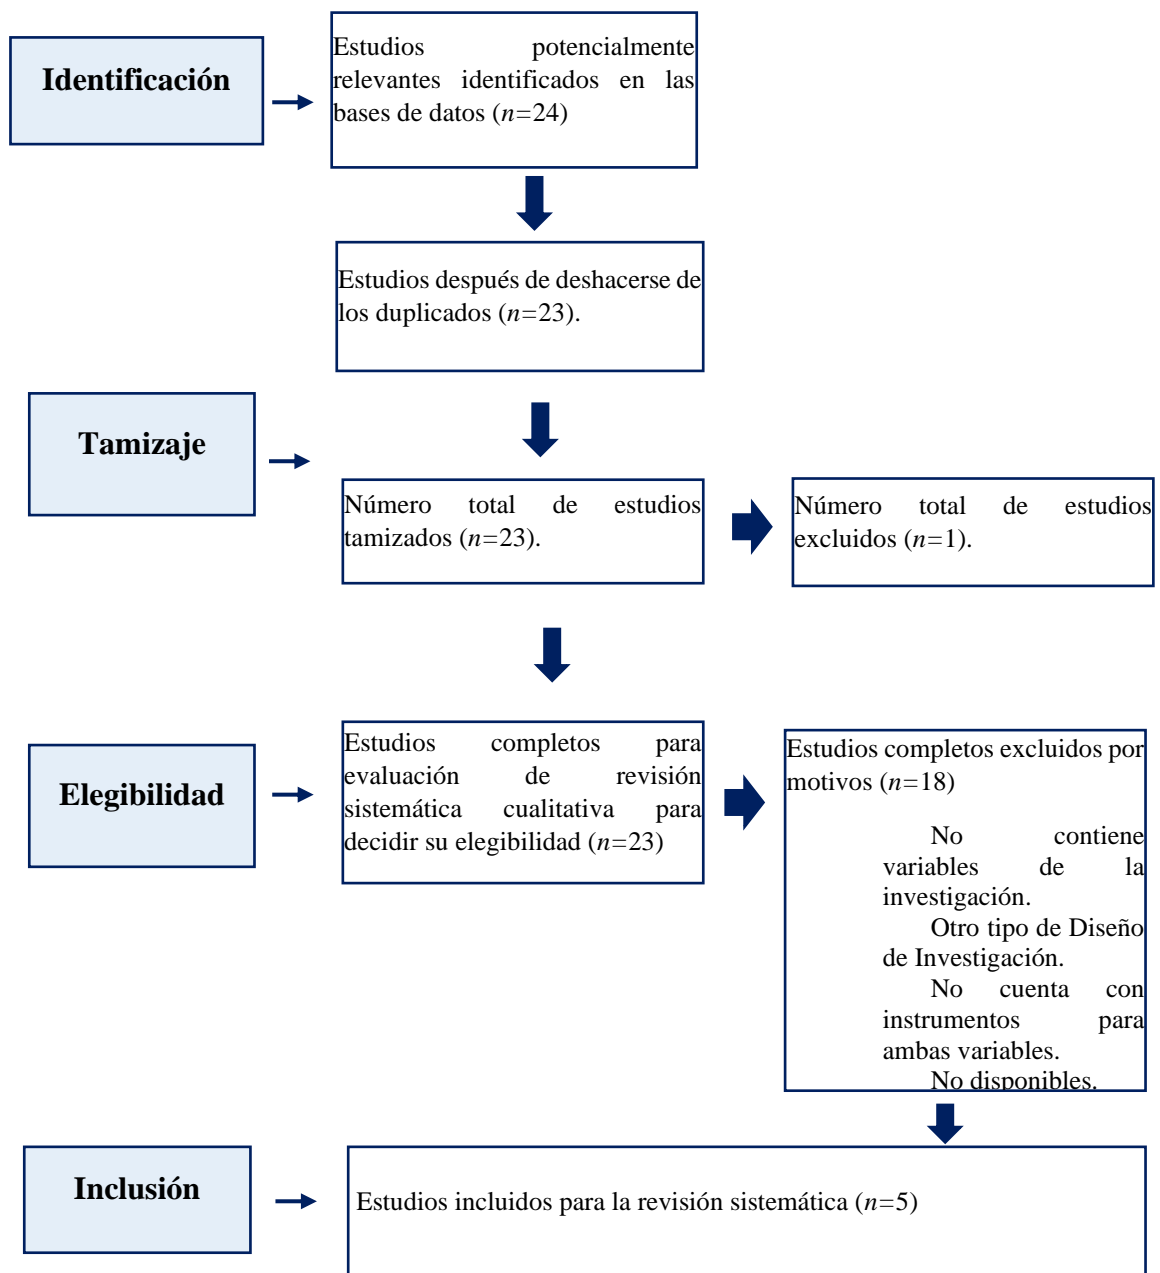 Identificación
Estudios potencialmente
relevantes identificados en las
bases de datos (n=24)
Estudios después de deshacerse de
los duplicados (n=23).
Tamizaje
Número total de estudios
tamizados (n=23).
Número total de estudios
excluidos (n=1).
Elegibilidad
Estudios completos para
evaluación de revisión
sistemática cualitativa para
decidir su elegibilidad (n=23)
Estudios completos excluidos por
motivos (n=18)
No contiene
variables de la
investigación.
Otro tipo de Diseño
de Investigación.
No cuenta con
instrumentos para
ambas variables.
No disponibles.
Inclusión
Estudios incluidos para la revisión sistemática (n=5)